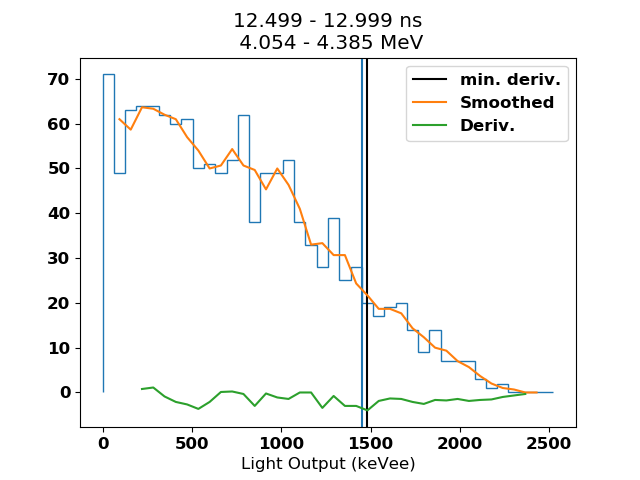 12.499 - 12.999 ns
4.054 - 4.385 MeV
min. deriv.
Smoothed
Deriv.
70
60
50
40
30
20
10
0
0 500 1000 1500 2000 2500
Light Output (keVee)